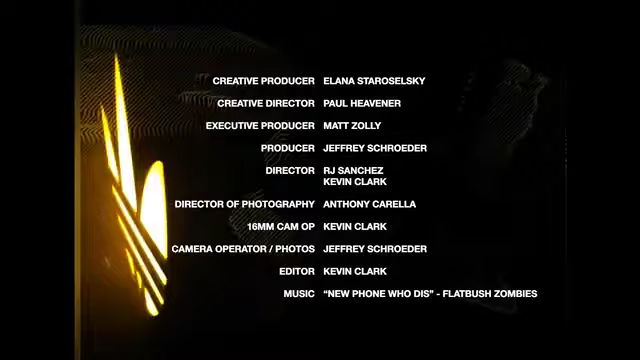 CREATIVE PRODUCER ELANA STAROSELSKY
CREATIVE DIRECTOR PAUL HEAVENER
EXECUTIVE PRODUCER MATT ZOLLY
PRODUCER JEFFREY SCHROEDER
DIRECTOR RJ SANCHEZ
KEVIN CLARK
DIRECTOR OF PHOTOGRAPHY ANTHONY CARELLA
16MM CAM OP KEVIN CLARK
CAMERA OPERATOR / PHOTOS JEFFREY SCHROEDER
EDITOR KEVIN CLARK
MUSIC “NEW PHONE WHO DIS” - FLATBUSH ZOMBIES